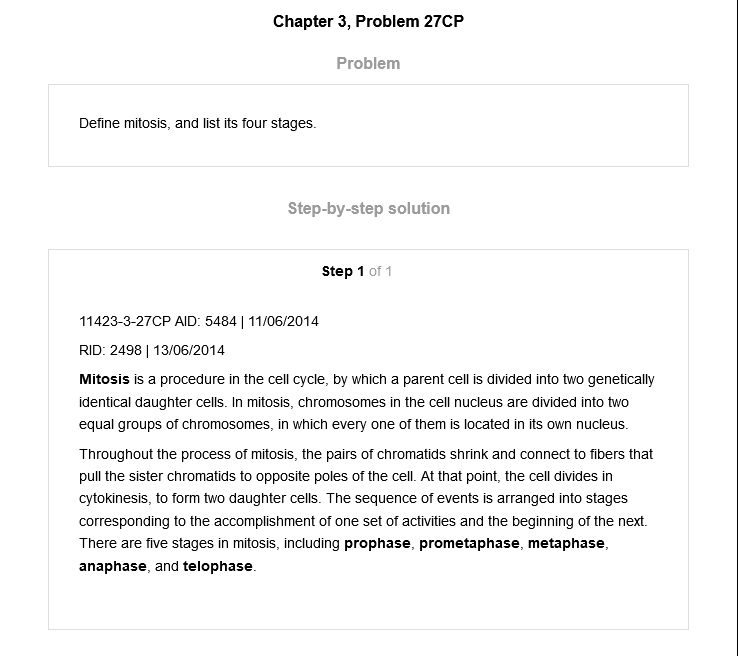 Chapter 3, Problem 27CP
Problem
Define mitosis, and list its four stages.
Step-by-step solution
Step 1 of 1
11423-3-27CP AID: 5484 | 11/06/2014
RID: 2498 | 13/06/2014
Mitosis is a procedure in the cell cycle, by which a parent cell is divided into two genetically
identical daughter cells. In mitosis, chromosomes in the cell nucleus are divided into two
equal groups of chromosomes, in which every one of them is located in its own nucleus.
Throughout the process of mitosis, the pairs of chromatids shrink and connect to fibers that
pull the sister chromatids to opposite poles of the cell. At that point, the cell divides in
cytokinesis, to form two daughter cells. The sequence of events is arranged into stages
corresponding to the accomplishment of one set of activities and the beginning of the next.
There are five stages in mitosis, including prophase, prometaphase, metaphase,
anaphase, and telophase.